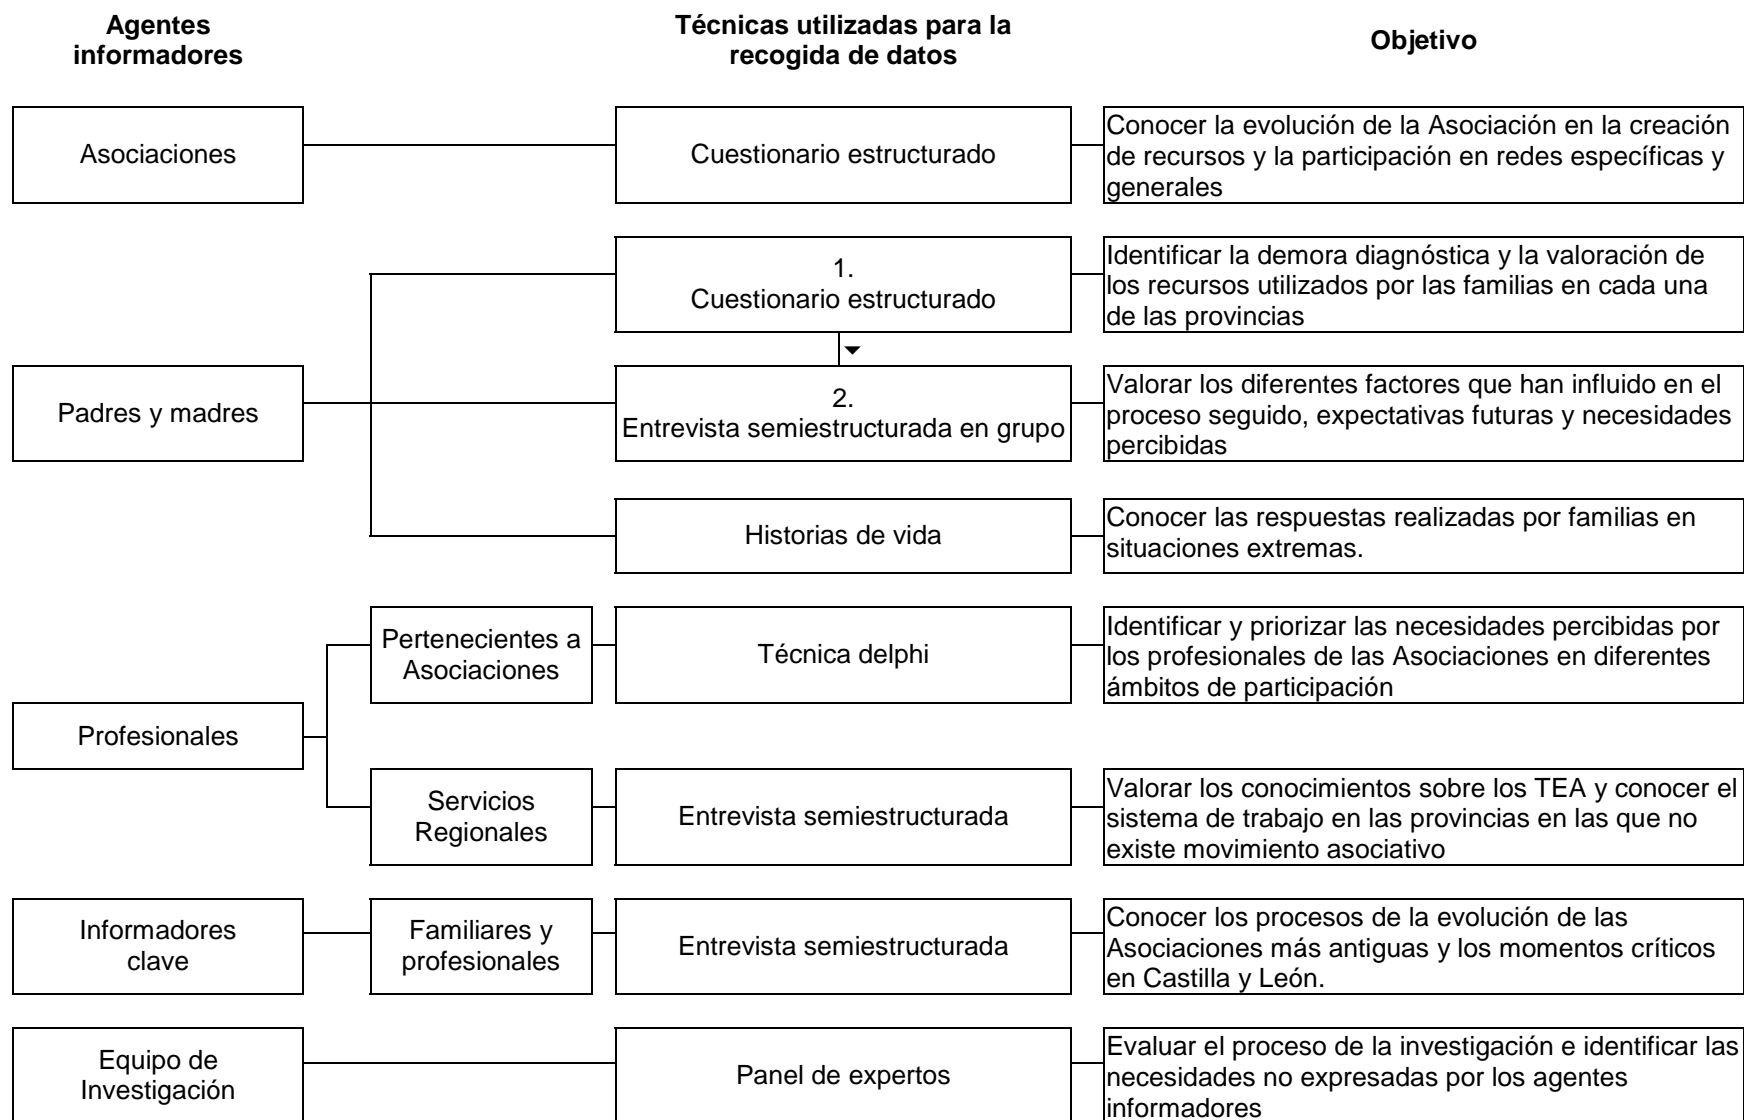 Agentes
informadores
Técnicas utilizadas para la
recogida de datos
Objetivo
Asociaciones
Cuestionario estructurado
Conocer la evolución de la Asociación en la creación
de recursos y la participación en redes específicas y
generales
Padres y madres
1.
Cuestionario estructurado
Identificar la demora diagnóstica y la valoración de
los recursos utilizados por las familias en cada una
de las provincias
2.
Entrevista semiestructurada en grupo
Valorar los diferentes factores que han influido en el
proceso seguido, expectativas futuras y necesidades
percibidas
Historias de vida
Conocer las respuestas realizadas por familias en
situaciones extremas.
Profesionales
Pertenecientes a
Asociaciones
Técnica delphi
Identificar y priorizar las necesidades percibidas por
los profesionales de las Asociaciones en diferentes
ámbitos de participación
Servicios
Regionales
Entrevista semiestructurada
Valorar los conocimientos sobre los TEA y conocer el
sistema de trabajo en las provincias en las que no
existe movimiento asociativo
Informadores
clave
Familiares y
profesionales
Entrevista semiestructurada
Conocer los procesos de la evolución de las
Asociaciones más antiguas y los momentos críticos
en Castilla y León.
Equipo de
Investigación
Panel de expertos
Evaluar el proceso de la investigación e identificar las
necesidades no expresadas por los agentes
informadores